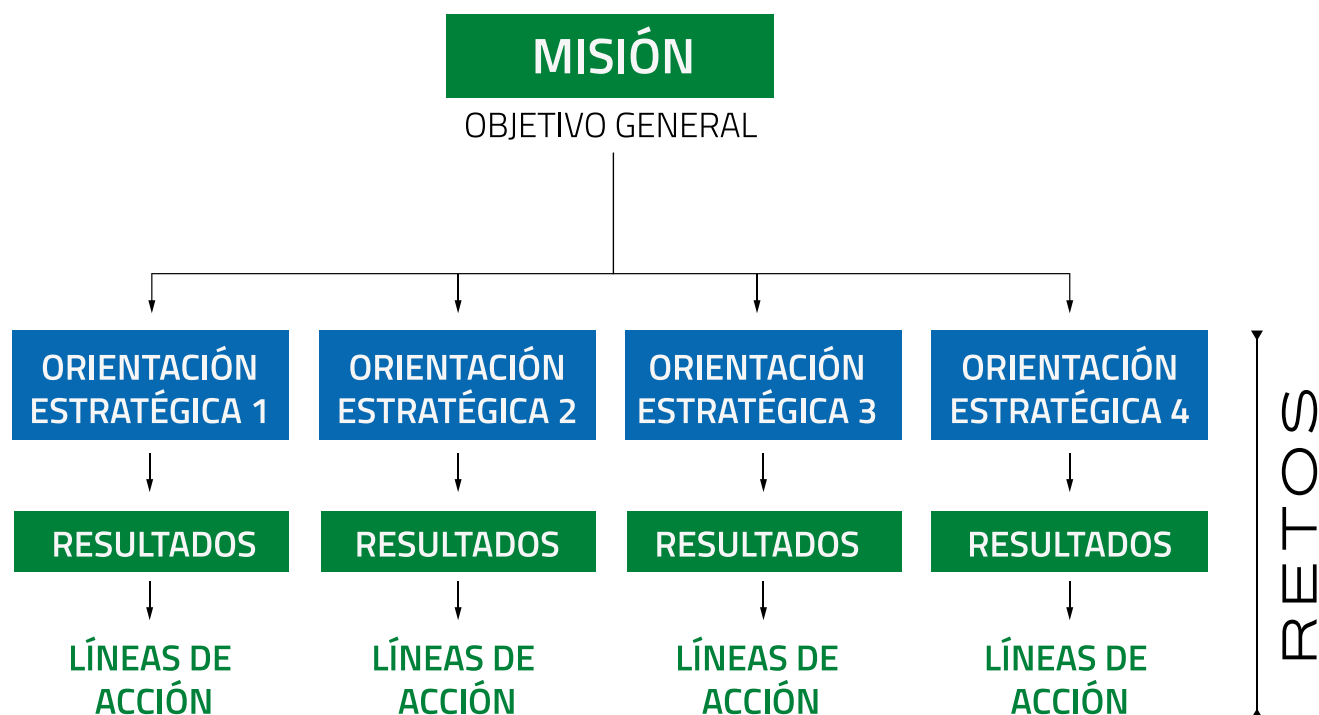 MISIÓN
OBJETIVO GENERAL
ORIENTACIÓN
ESTRATÉGICA 1
ORIENTACIÓN
ESTRATÉGICA 2
ORIENTACIÓN
ESTRATÉGICA 3
ORIENTACIÓN
ESTRATÉGICA 4
RESULTADOS
RESULTADOS
RESULTADOS
RESULTADOS
LÍNEAS DE
ACCIÓN
LÍNEAS DE
ACCIÓN
LÍNEAS DE
ACCIÓN
LÍNEAS DE
ACCIÓN
RETOS